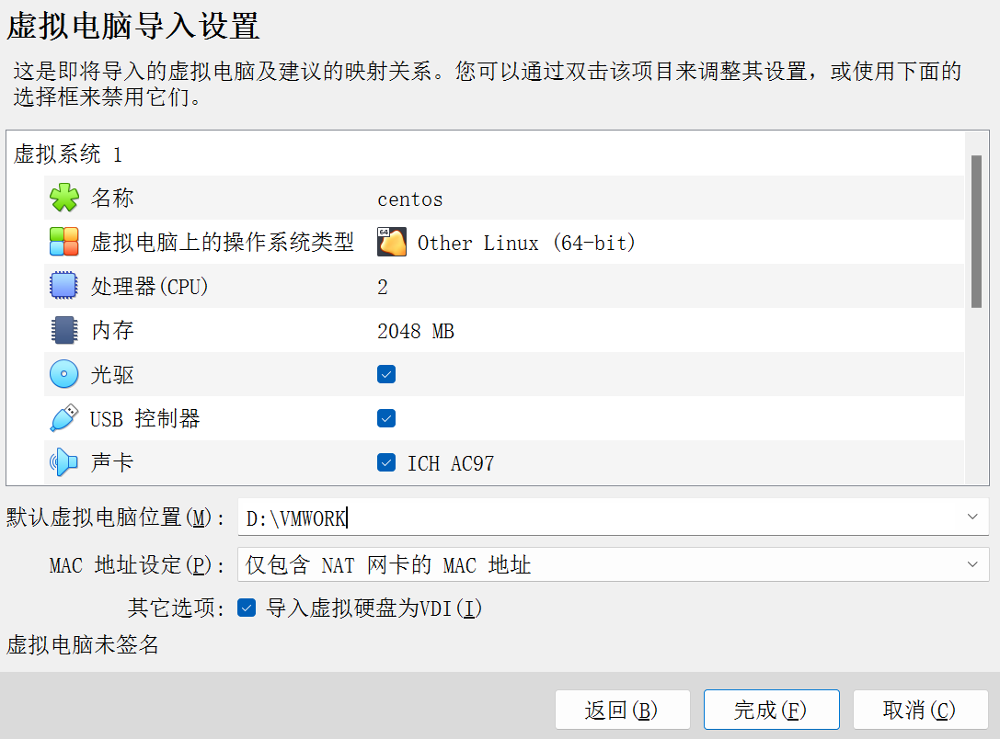 虚拟电脑导入设置
这是即将导入的虚拟电脑及建议的映射关系。您可以通过双击该项目来调整其设置，或使用下面的
选择框来禁用它们。
虚拟系统 1
名称 centos
虚拟电脑上的操作系统类型 64 Other Linux (64-bit)
处理器(CPU) 2
内存 2048 MB
光驱
USB 控制器
声卡 ICH AC97
默认虚拟电脑位置(M): D:\VMWORK
MAC 地址设定(P): 仅包含 NAT 网卡的 MAC 地址
其它选项: 导入虚拟硬盘为VDI(I)
虚拟电脑未签名
返回(B) 完成(F) 取消(C)